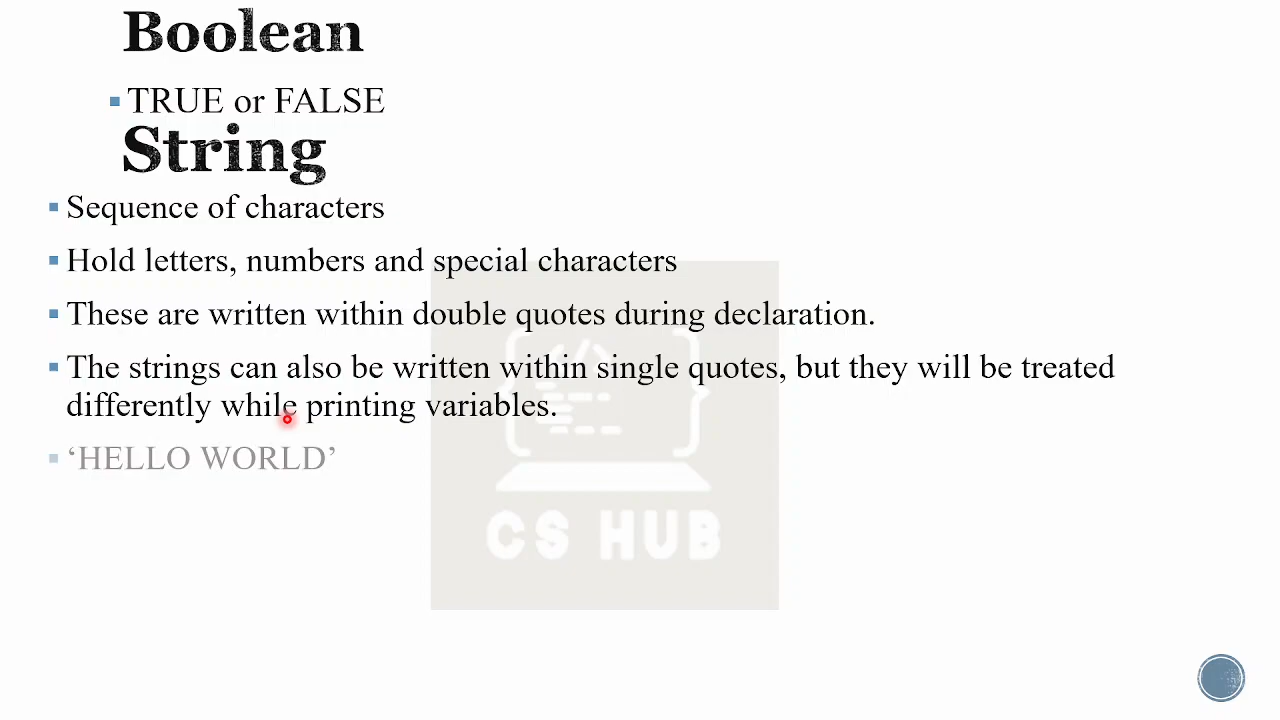 Boolean
TRUE or FALSE
String
Sequence of characters
Hold letters, numbers and special characters
These are written within double quotes during declaration.
The strings can also be written within single quotes, but they will be treated
differently while printing variables.
‘HELLO WORLD’
CS HUB